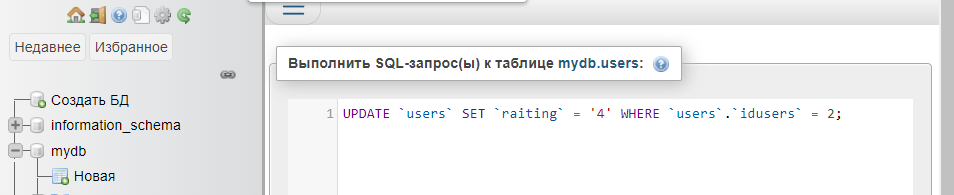 Недавнее Избранное
Создать БД
information_schema
mydb
Новая
Выполнить SQL-запрос(ы) к таблице mydb.users:
1 UPDATE `users` SET `raiting` = '4' WHERE `users`.`idusers` = 2;